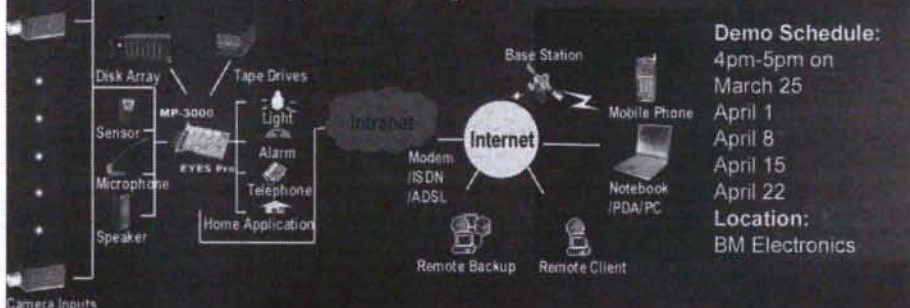 Disk Array
Tape Drives
MP-3000
Sensor
EYES Pro
Microphone
Speaker
Camera Inputs
Light
Alarm
Telephone
Home Application
Intranet
Modem
/ISDN
/ADSL
Internet
Base Station
Mobile Phone
Notebook
/PDA/PC
Remote Backup
Remote Client
Demo Schedule:
4pm-5pm on
March 25
April 1
April 8
April 15
April 22
Location:
BM Electronics